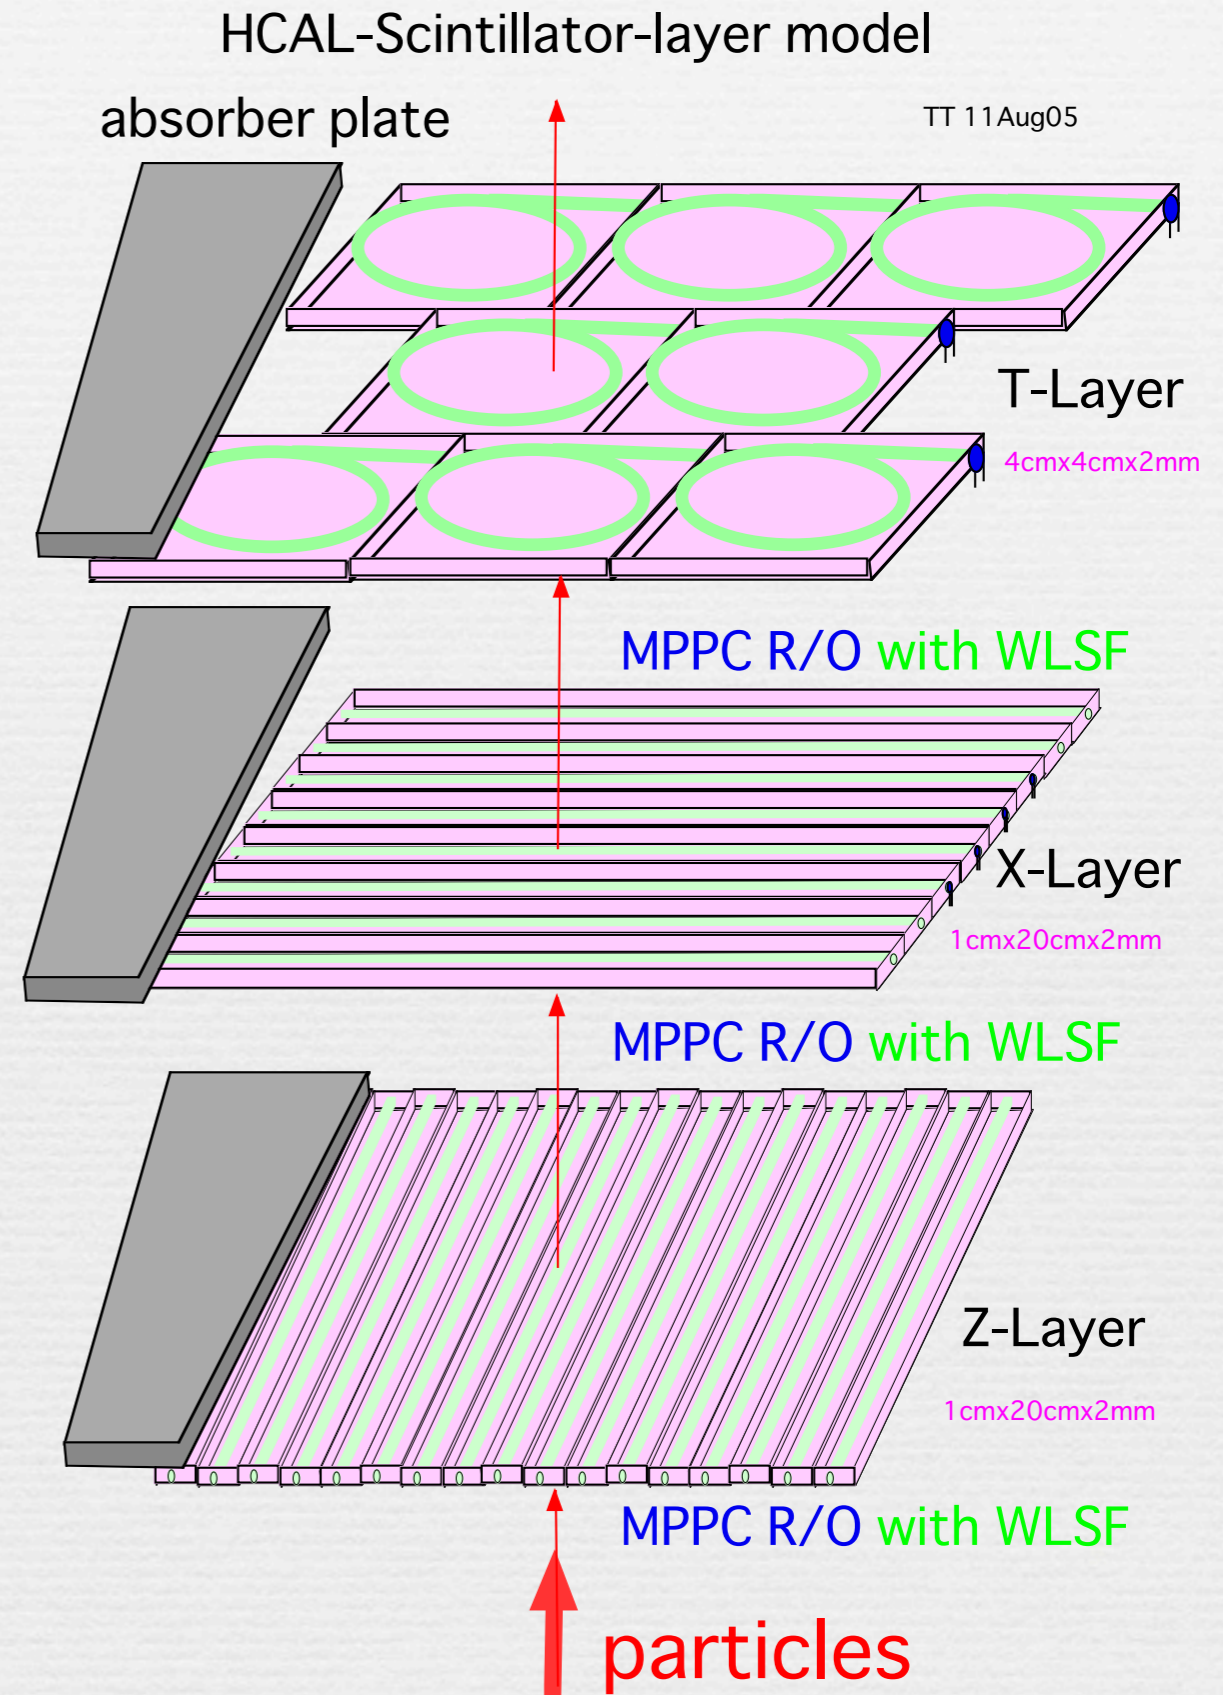 HCAL-Scintillator-layer model
absorber plate
TT 11Aug05
T-Layer
4cmx4cmx2mm
MPPC R/O with WLSF
X-Layer
1cmx20cmx2mm
MPPC R/O with WLSF
Z-Layer
1cmx20cmx2mm
MPPC R/O with WLSF
particles